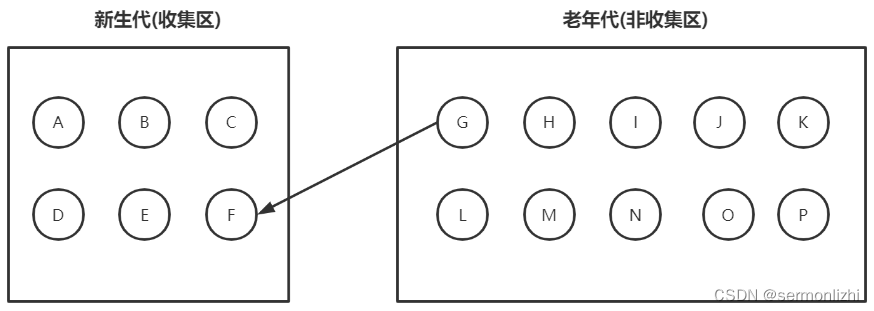 新生代(收集区)
老年代(非收集区)
A B C
G H I J K
D E F
L M N O P
CSDN @sermonlizhi